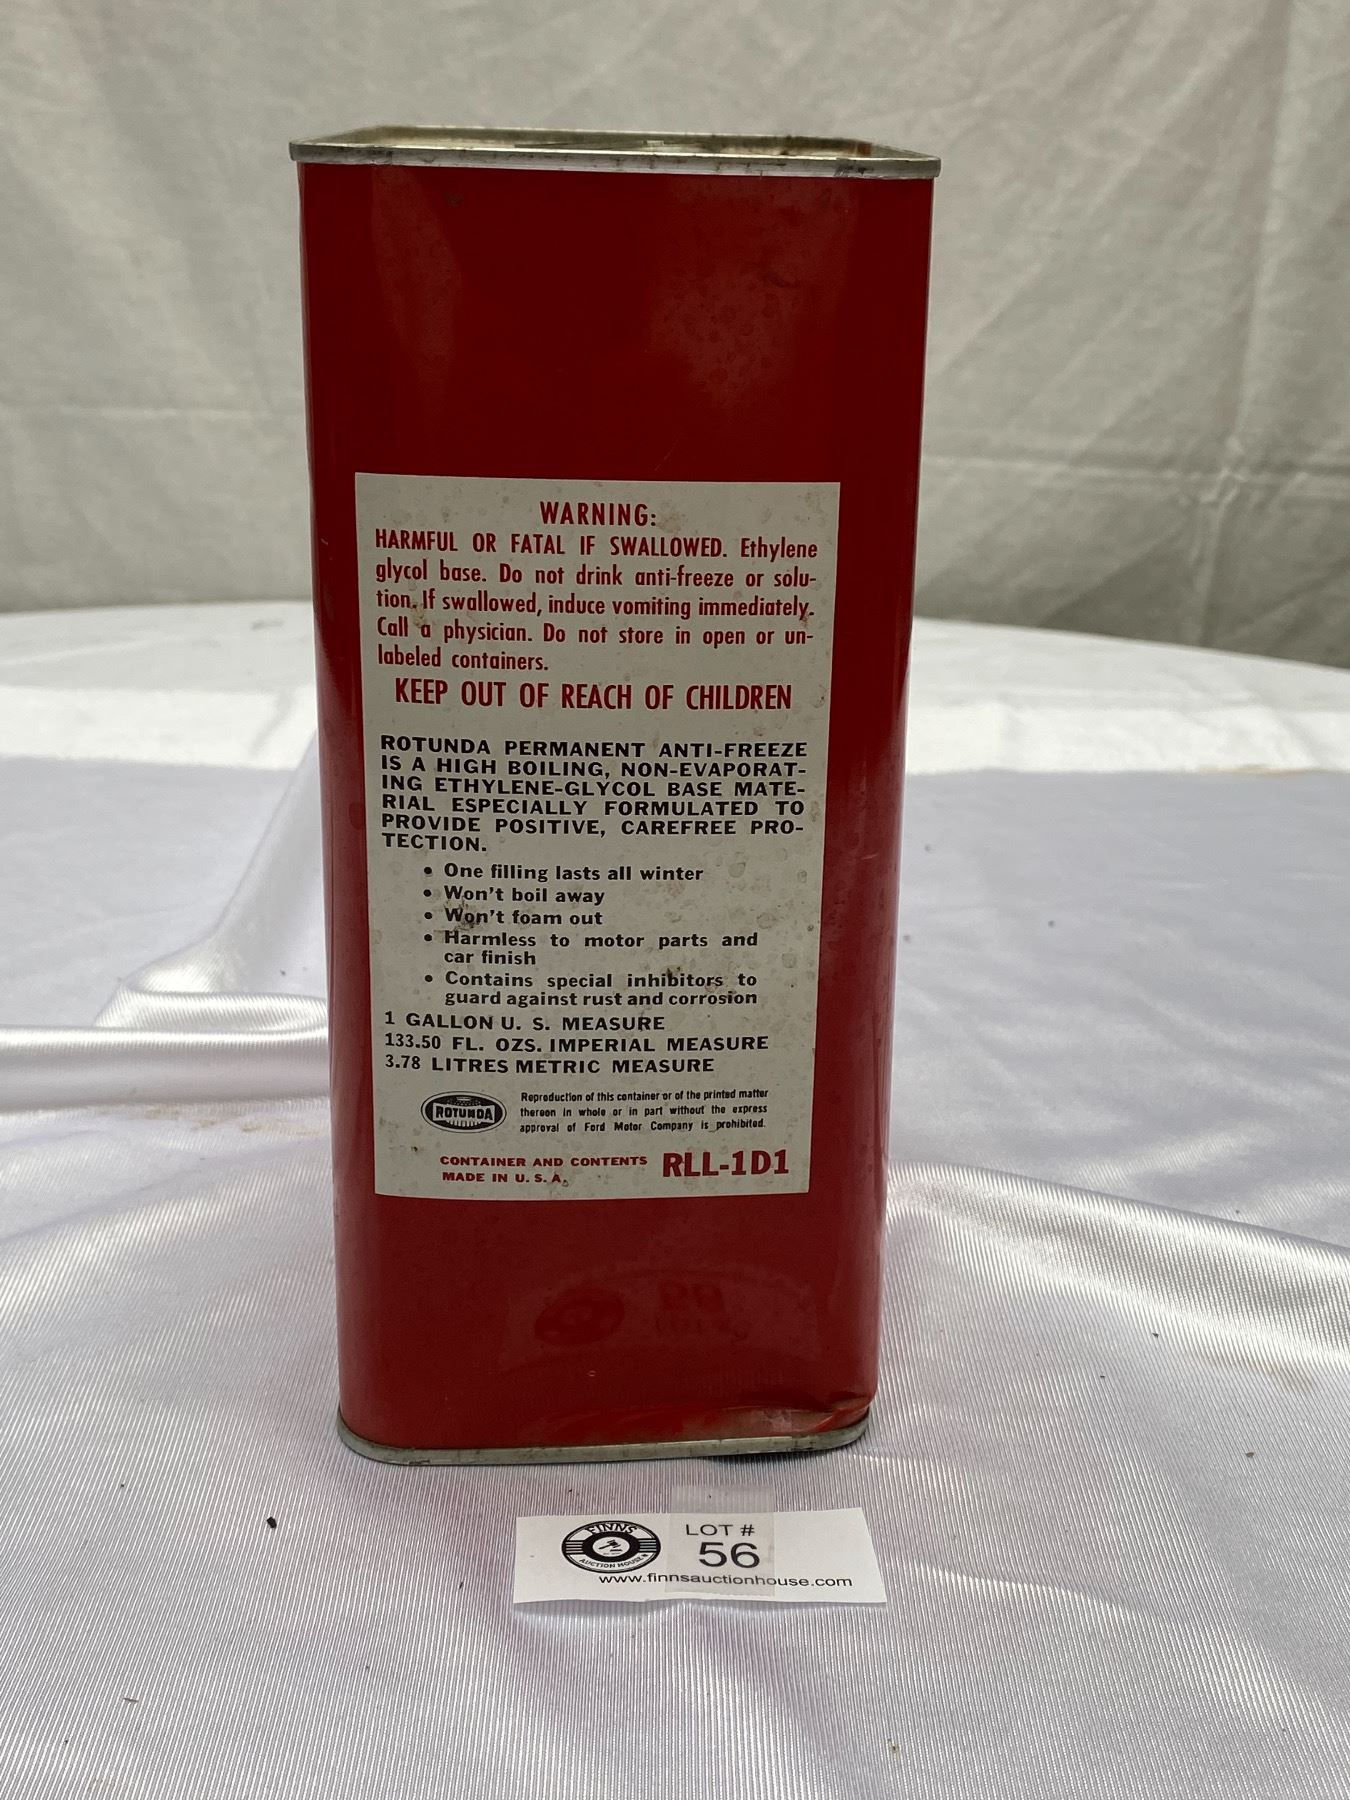 WARNING:
HARMFUL OR FATAL IF SWALLOWED. Ethylene
glycol base. Do not drink anti-freeze or solu-
tion. If swallowed, induce vomiting immediately.
Call a physician. Do not store in open or un-
labeled containers.
KEEP OUT OF REACH OF CHILDREN
ROTUNDA PERMANENT ANTI-FREEZE
IS A HIGH BOILING, NON-EVAPORAT-
ING ETHYLENE-GLYCOL BASE MATE-
RIAL ESPECIALLY FORMULATED TO
PROVIDE POSITIVE, CAREFREE PRO-
TECTION.
• One filling lasts all winter
• Won't boil away
• Won't foam out
• Harmless to motor parts and
car finish
• Contains special inhibitors to
guard against rust and corrosion
1 GALLON U. S. MEASURE
133.50 FL. OZS. IMPERIAL MEASURE
3.78 LITRES METRIC MEASURE
ROTUNDA
Reproduction of this container or of the printed matter
thereon in whole or in part without the express
approval of Ford Motor Company is prohibited.
CONTAINER AND CONTENTS
MADE IN U. S. A.
RLL-1D1
FINNS
AUCTION HOUSE
LOT #
56
www.finnsauctionhouse.com